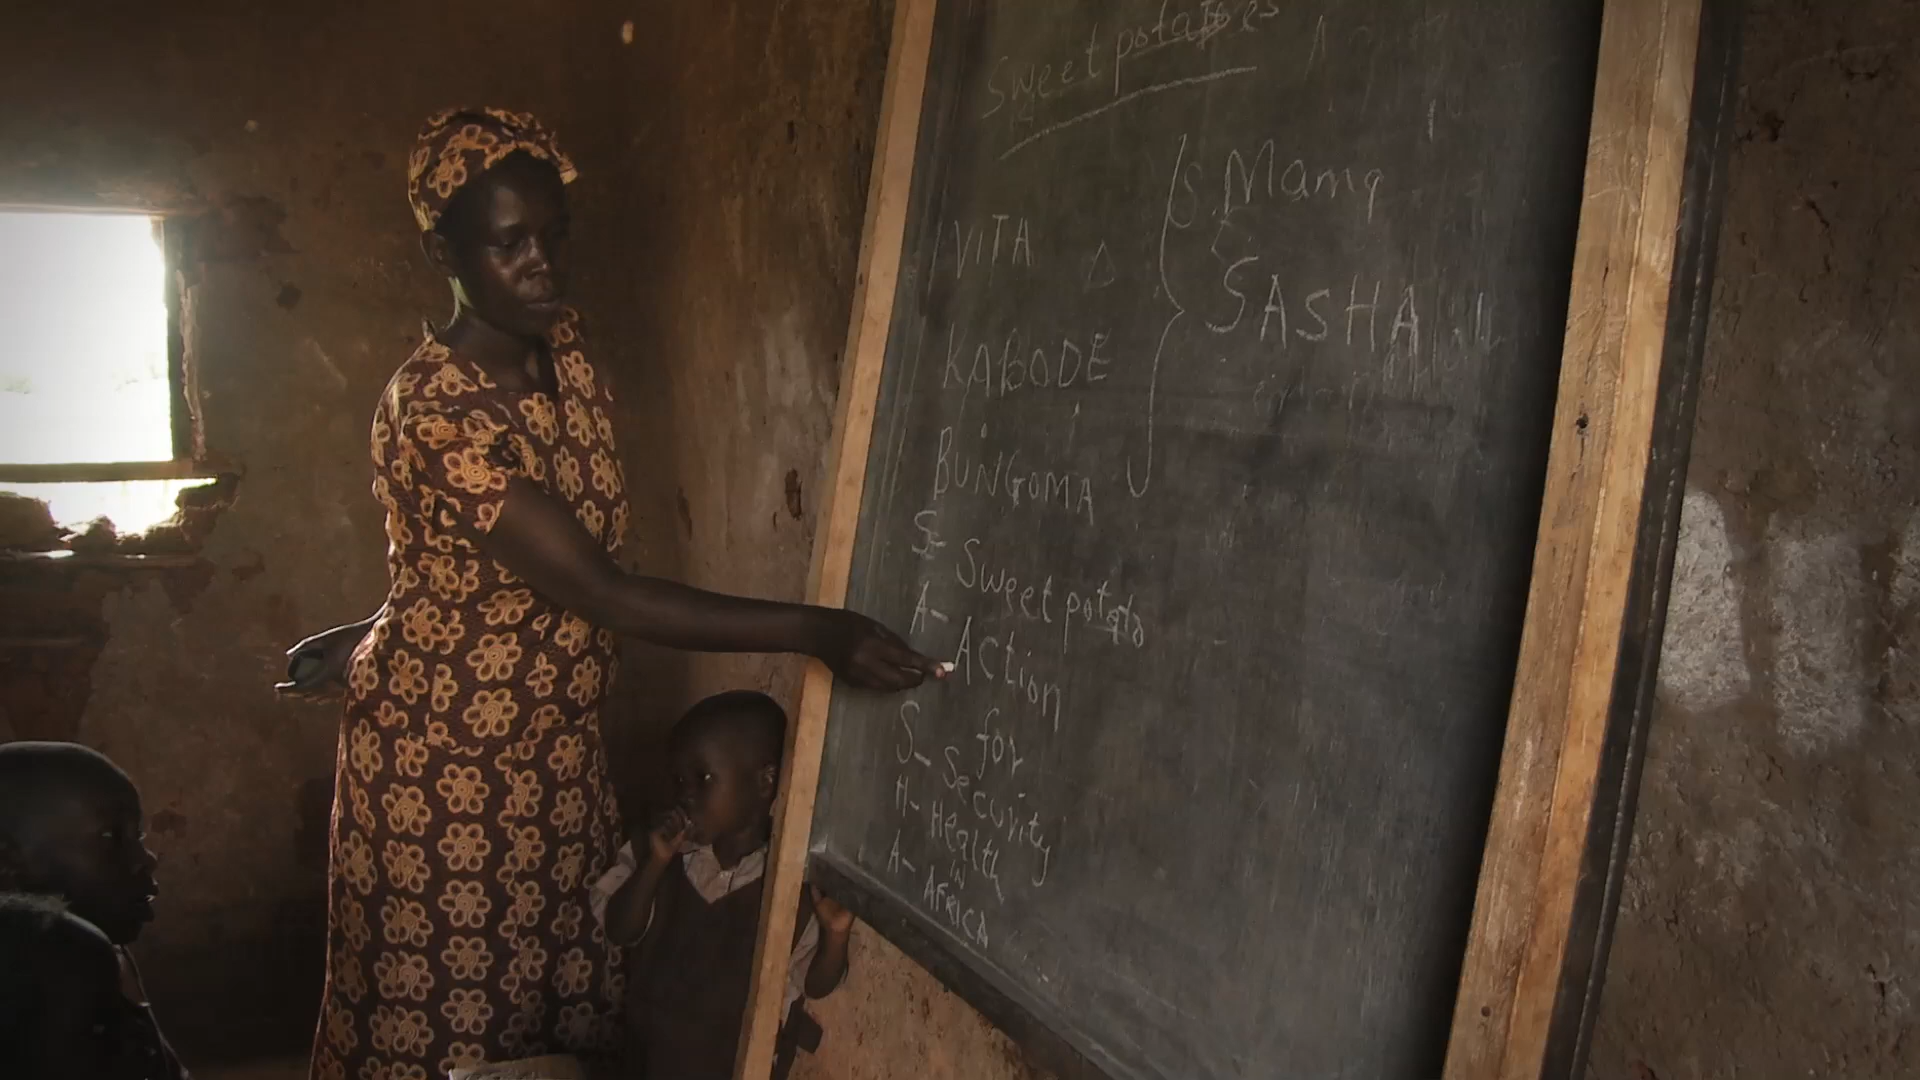 Sweet potatoes
S. Mama
VITA
SASHA
KABODE
BUNGOMA
S- Sweet potato
A- Action
for
S- Security
H- Health
in
A- AFRICA